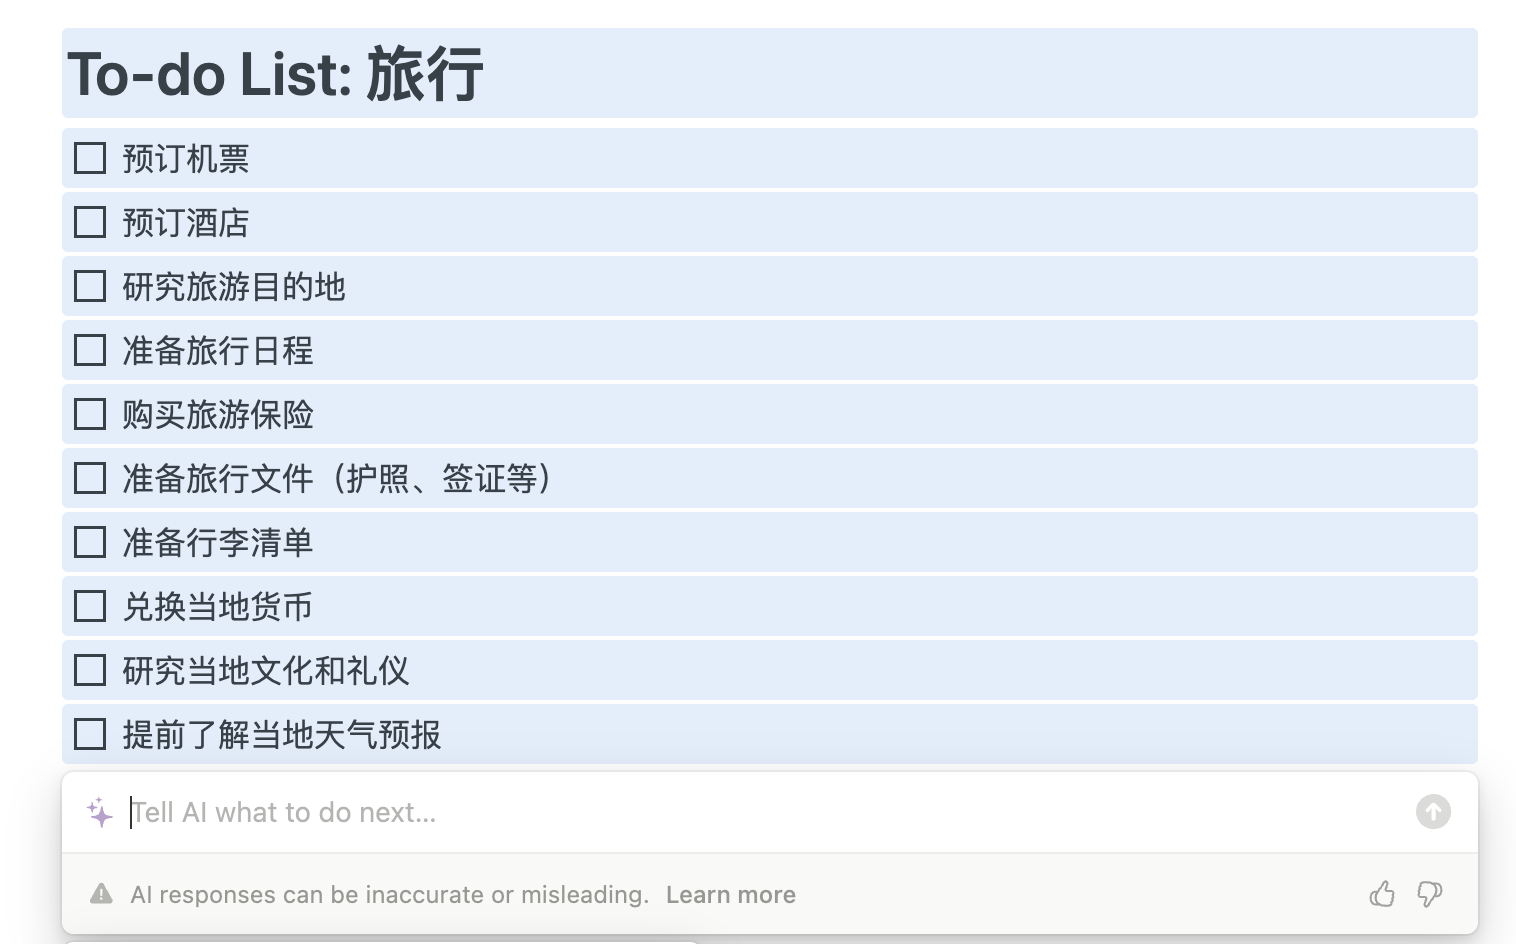 To-do List: 旅行
预订机票
预订酒店
研究旅游目的地
准备旅行日程
购买旅游保险
准备旅行文件（护照、签证等）
准备行李清单
兑换当地货币
研究当地文化和礼仪
提前了解当地天气预报
Tell AI what to do next...
AI responses can be inaccurate or misleading. Learn more